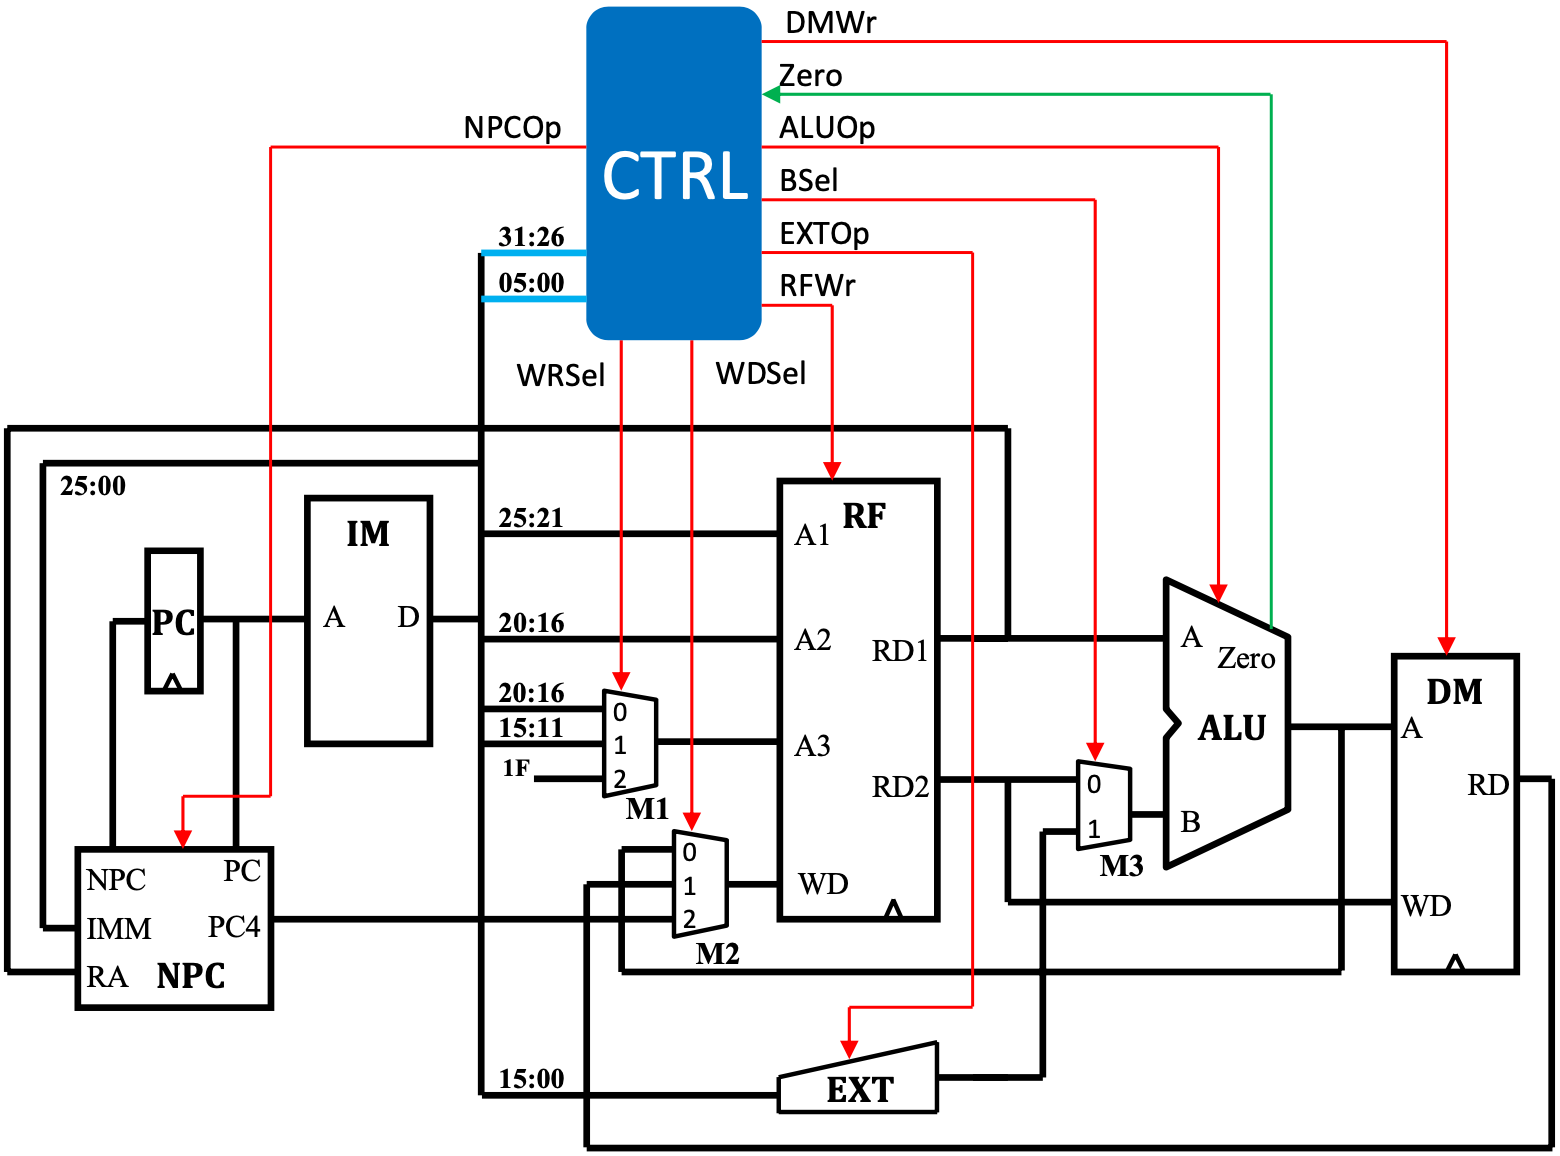 DMWr
Zero
NPCOp
ALUOp
CTRL
BSel
31:26
EXTOp
05:00
RFWr
WRSel
WDSel
25:00
IM
25:21
RF
A1
PC
A
D
20:16
A2
RD1
A
Zero
20:16
0
15:11
1
A3
1F
2
M1
ALU
DM
A
RD2
0
RD
1
B
M3
NPC
PC
0
1
WD
2
IMM
PC4
WD
M2
RA
NPC
15:00
EXT